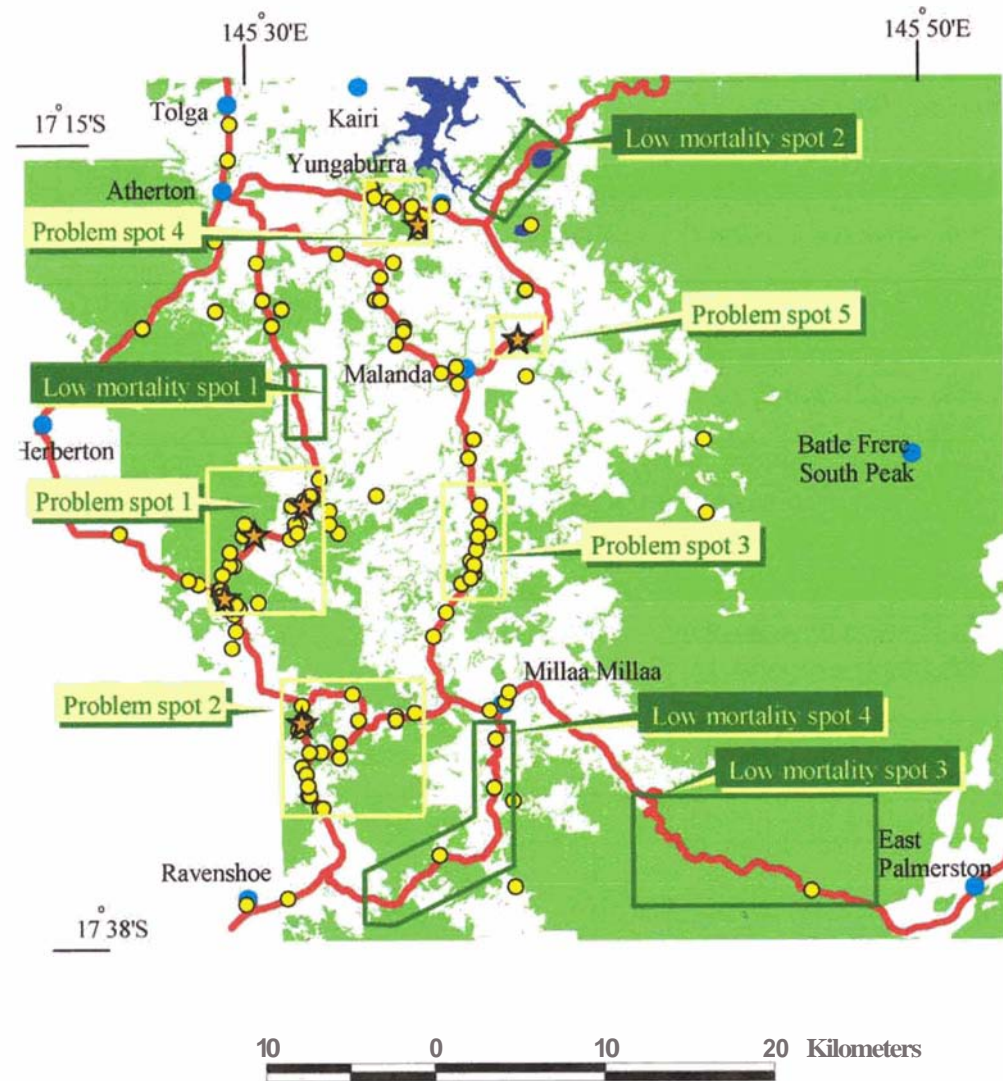 145°30'E
145°50'E
17°15'S
Tolga
Kairi
Low mortality spot 2
Yungaburra
Atherton
Problem spot 4
Problem spot 5
Malanda
Low mortality spot 1
Herberton
Batle Frere
South Peak
Problem spot 1
Problem spot 3
Millaa Millaa
Problem spot 2
Low mortality spot 4
Low mortality spot 3
East
Palmerston
Ravenshoe
17°38'S
10 0 10 20 Kilometers